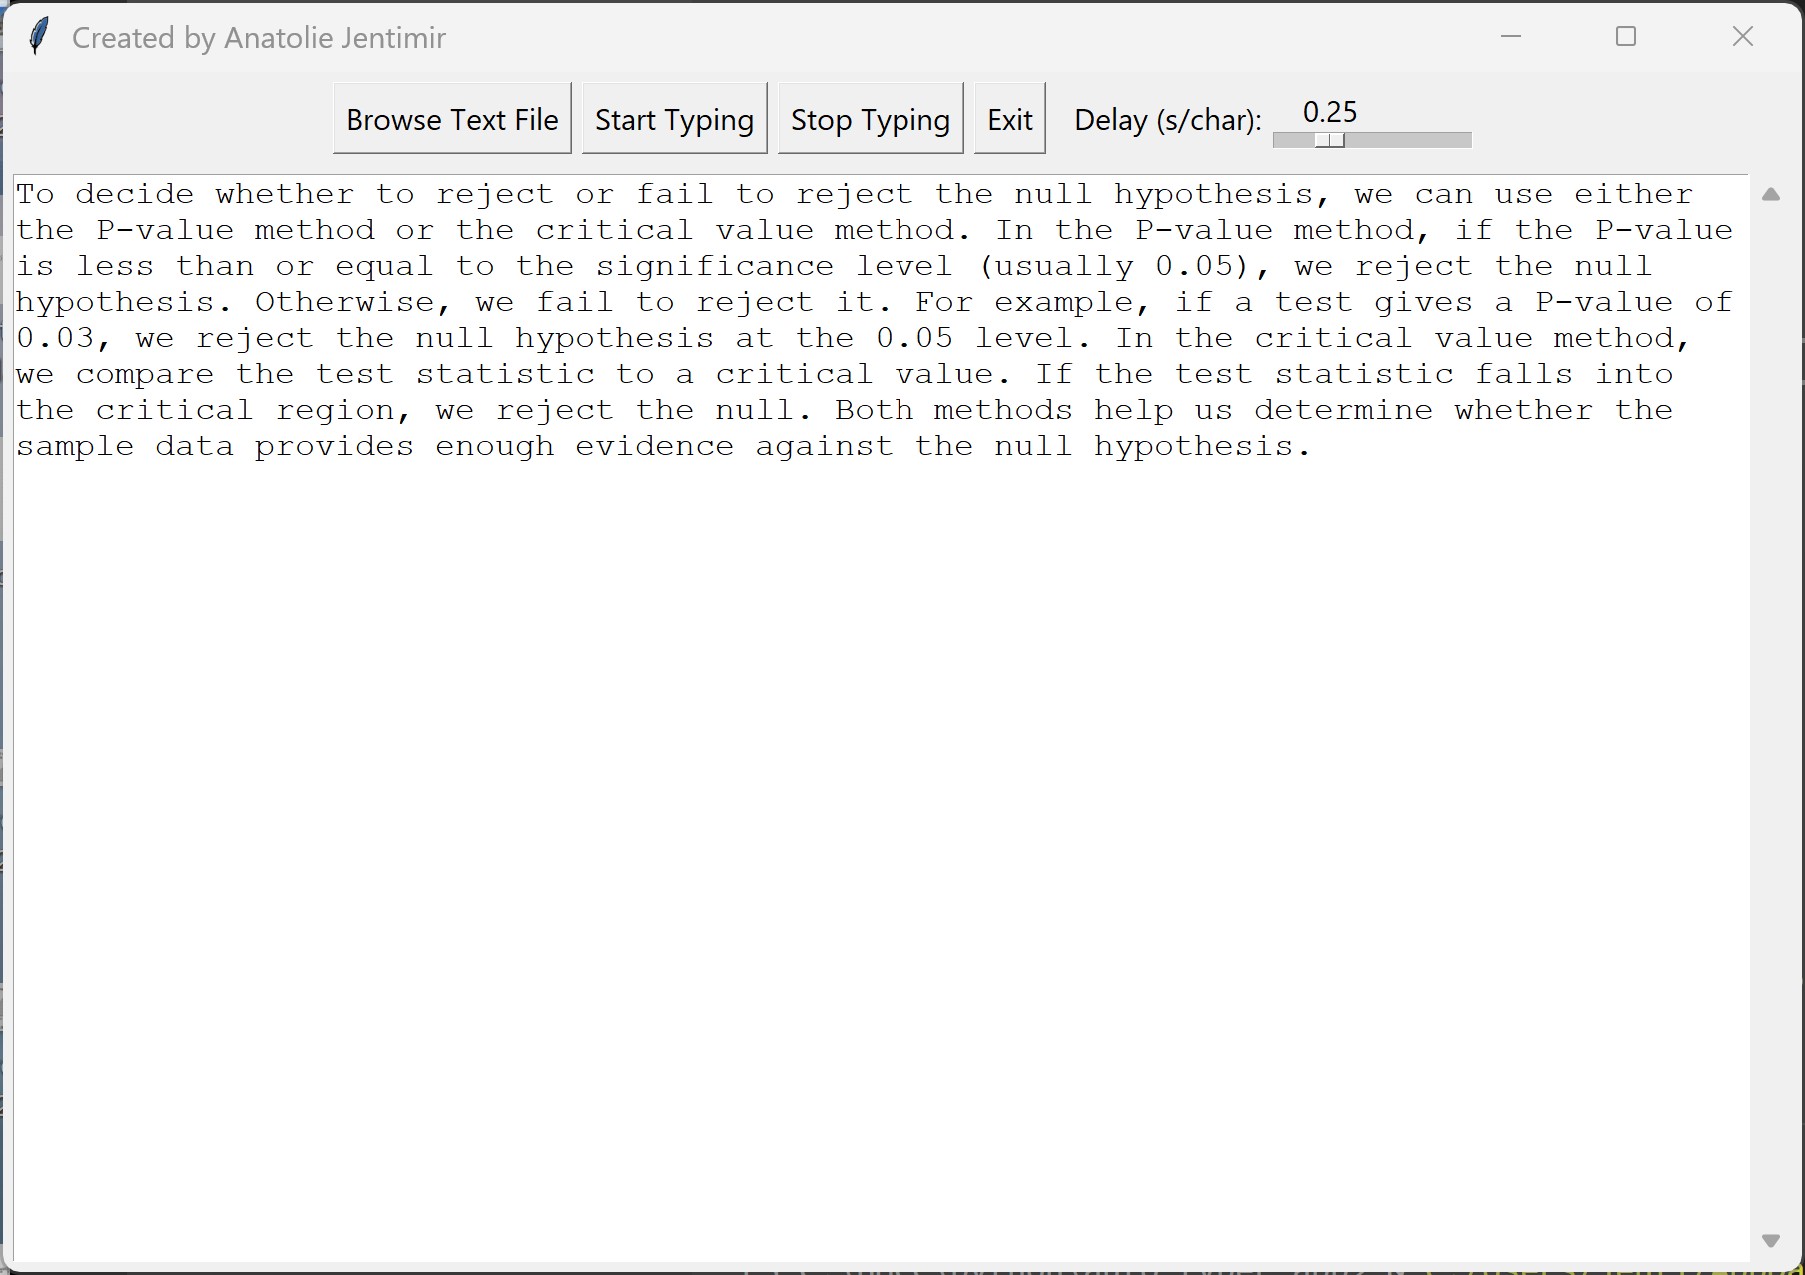 Created by Anatolie Jentimir
Browse Text File Start Typing Stop Typing Exit Delay (s/char): 0.25
To decide whether to reject or fail to reject the null hypothesis, we can use either
the P-value method or the critical value method. In the P-value method, if the P-value
is less than or equal to the significance level (usually 0.05), we reject the null
hypothesis. Otherwise, we fail to reject it. For example, if a test gives a P-value of
0.03, we reject the null hypothesis at the 0.05 level. In the critical value method,
we compare the test statistic to a critical value. If the test statistic falls into
the critical region, we reject the null. Both methods help us determine whether the
sample data provides enough evidence against the null hypothesis.